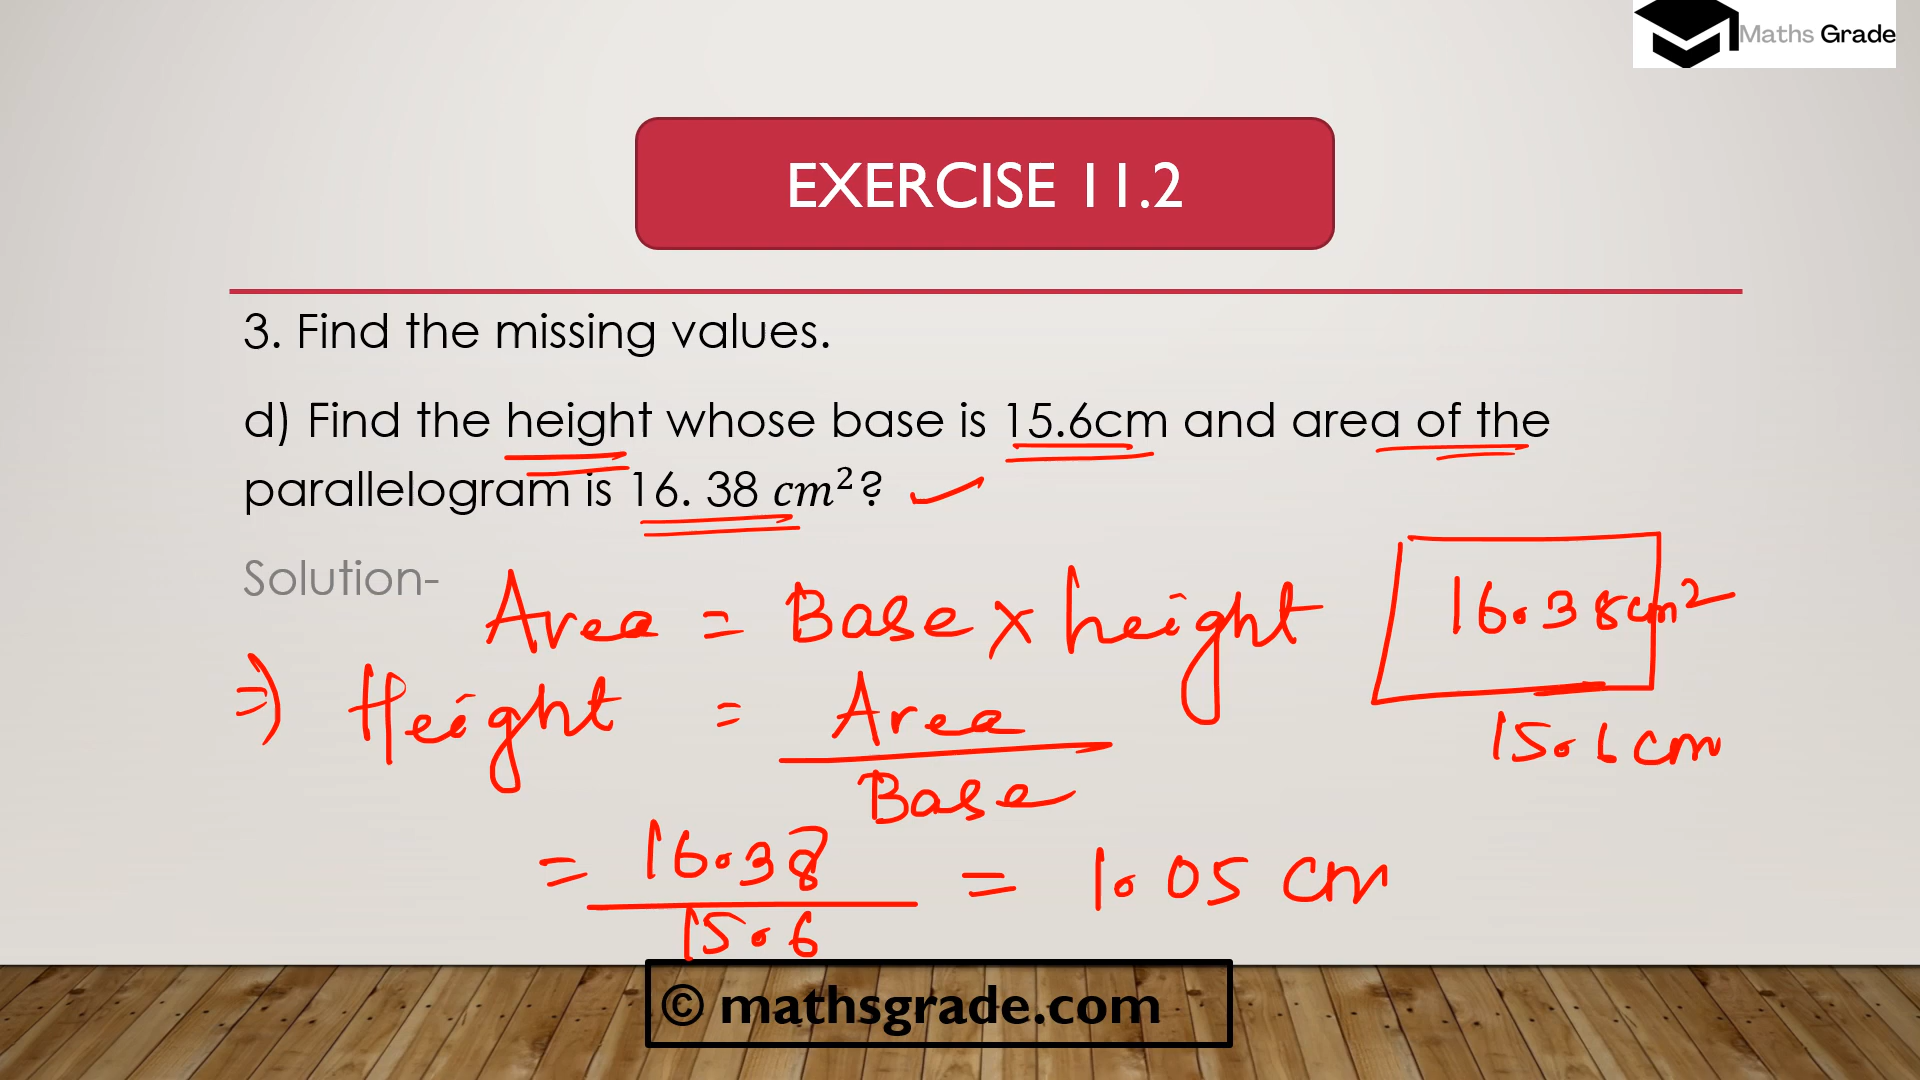 Maths Grade
EXERCISE 11.2
3. Find the missing values.
d) Find the height whose base is 15.6cm and area of the
parallelogram is 16. 38 cm²?
Solution-
Area = Base × height
16.38cm²
⇒ Height = Area
Base
15.6cm
= 16.38
15.6
= 1.05 cm
© mathsgrade.com